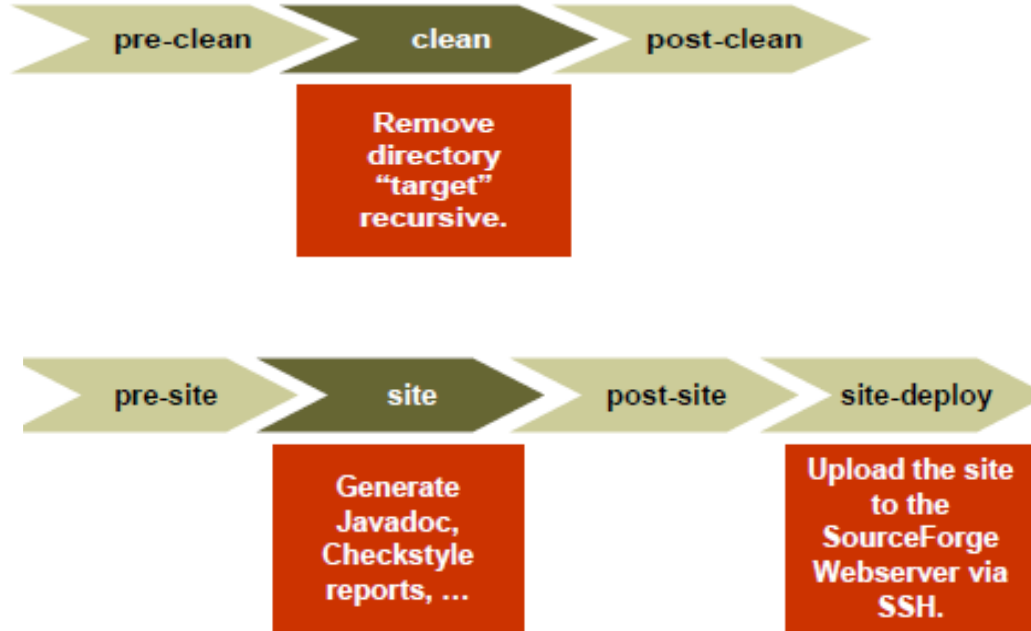 pre-clean
clean
post-clean
Remove
directory
“target”
recursive.
pre-site
site
post-site
site-deploy
Generate
Javadoc,
Checkstyle
reports, …
Upload the site
to the
SourceForge
Webserver via
SSH.